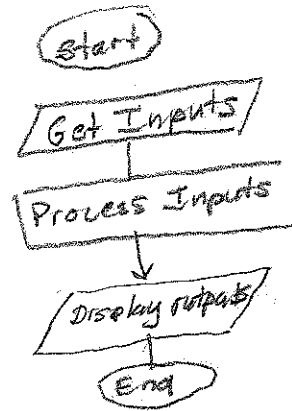 Start
Get Inputs
Process Inputs
Display outputs
End